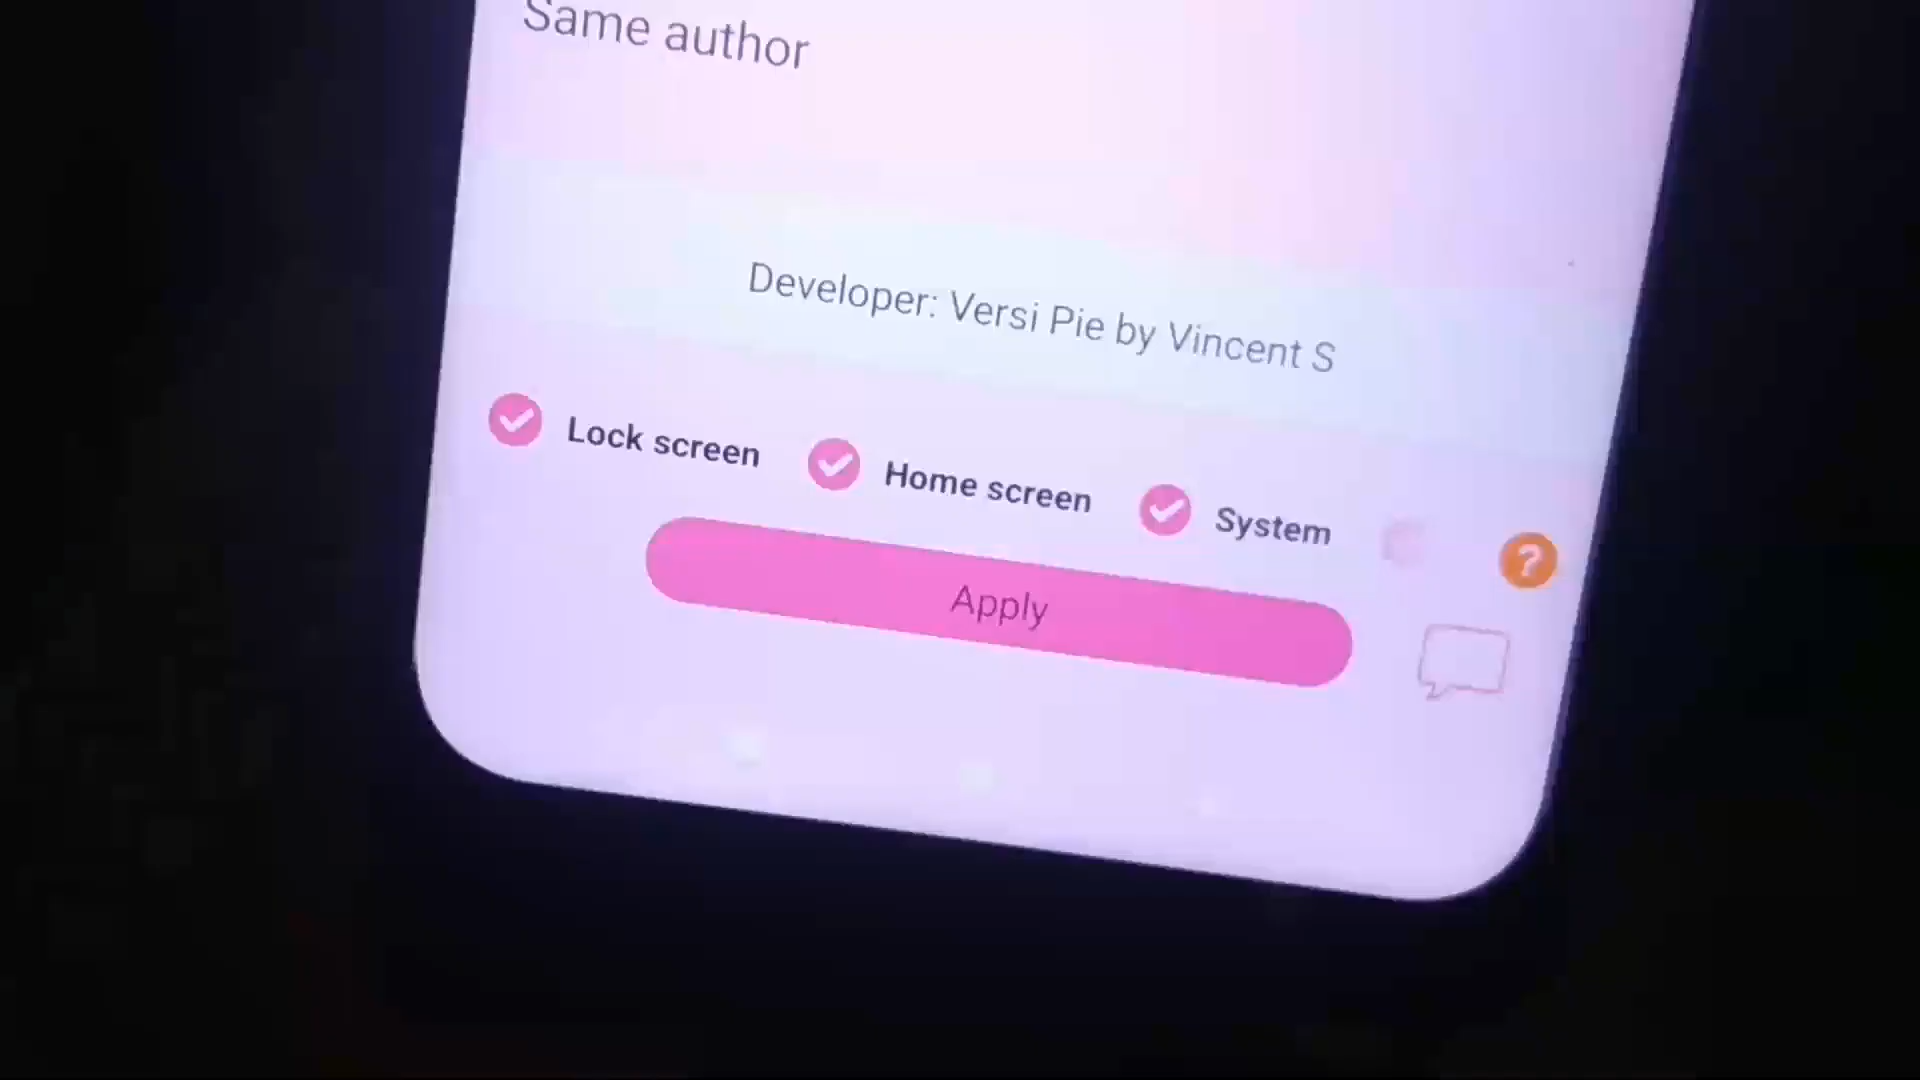 Same author
Developer: Versi Pie by Vincent S
Lock screen
Home screen
System
?
Apply